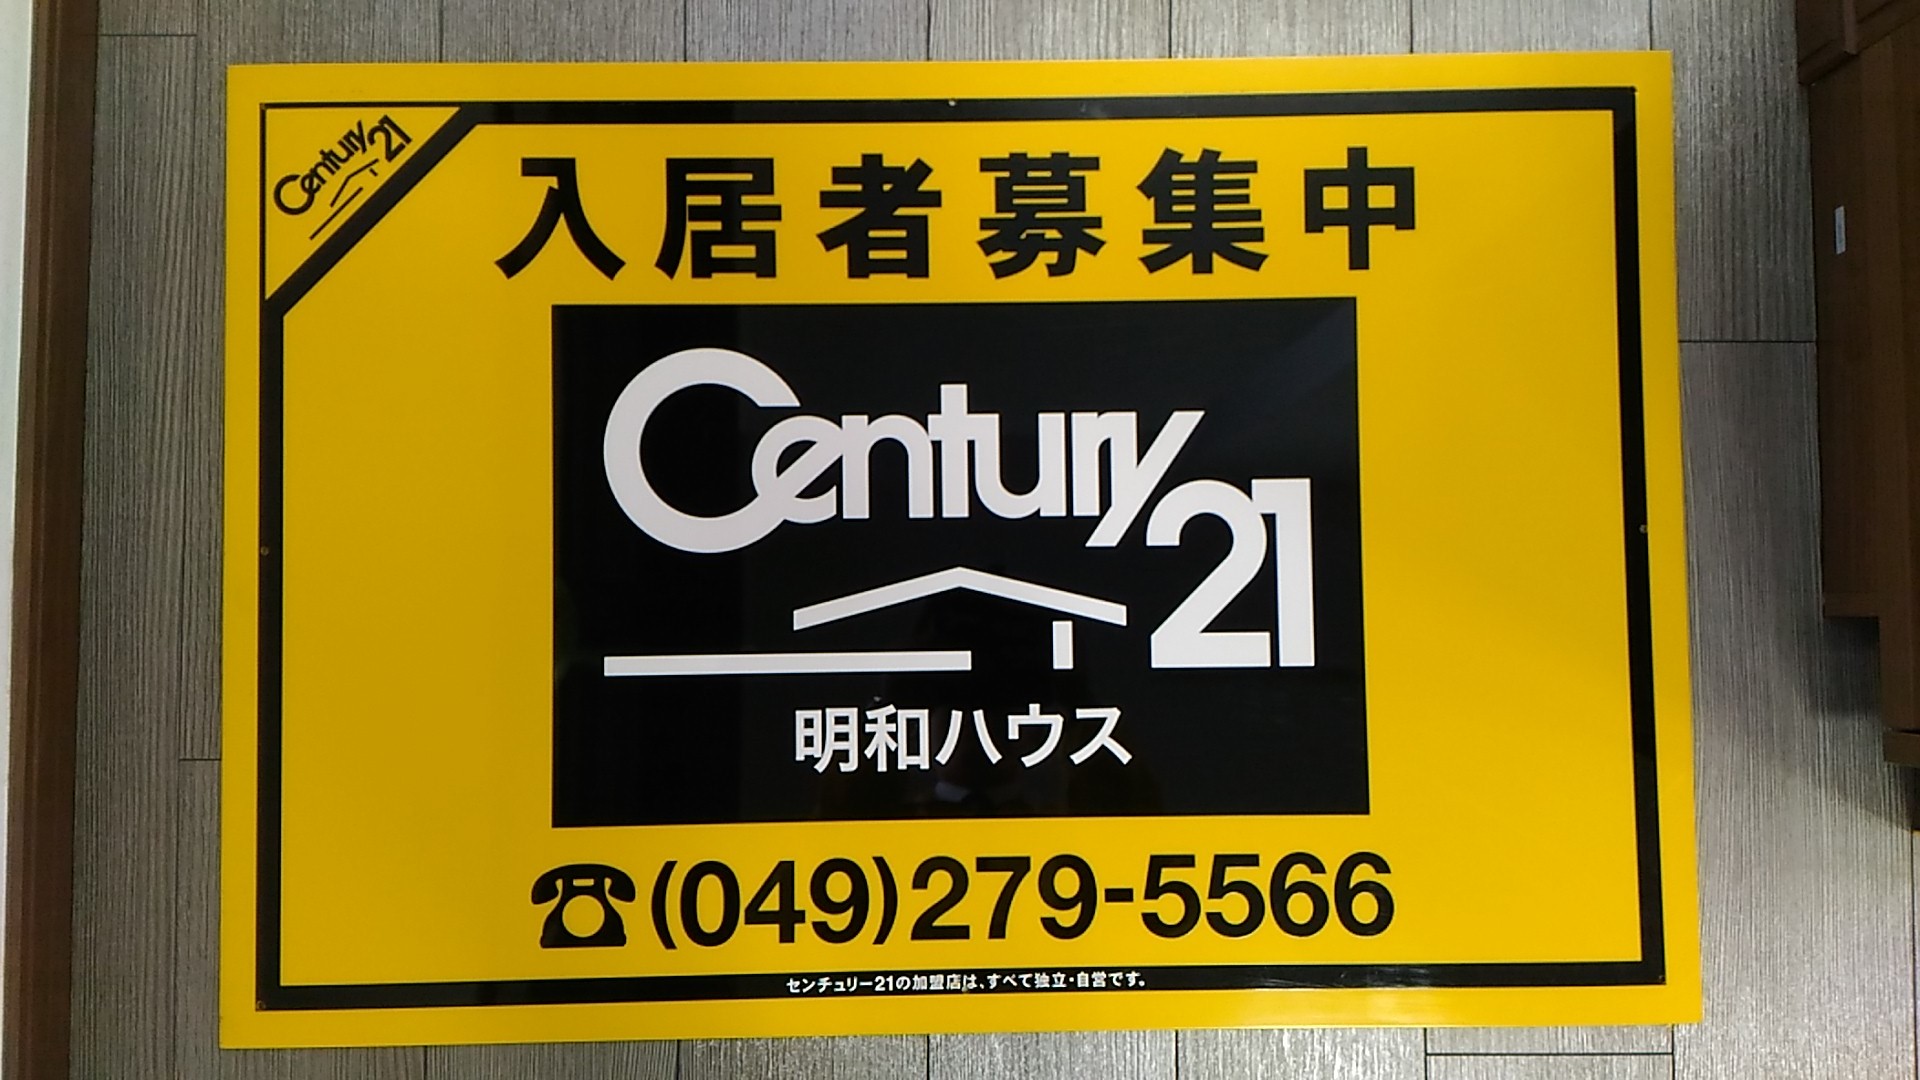 Century 21
入居者募集中
Century 21
明和ハウス
☎(049)279-5566
センチュリー21の加盟店は、すべて独立・自営です。